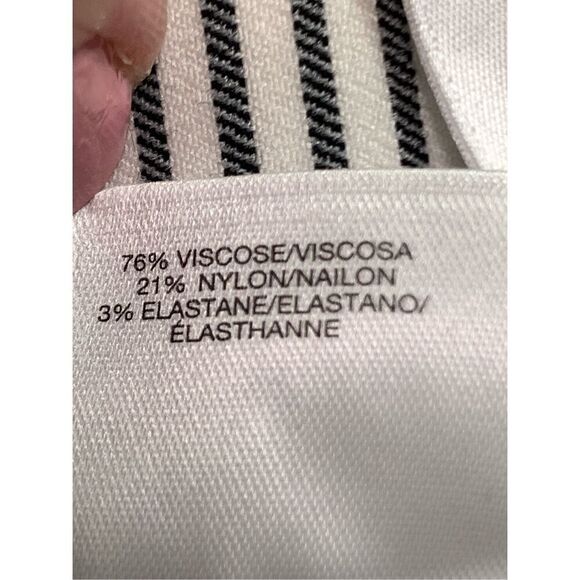 76% VISCOSE/VISCOSA
21% NYLON/NAILON
3% ELASTANE/ELASTANO/
ÉLASTHANNE